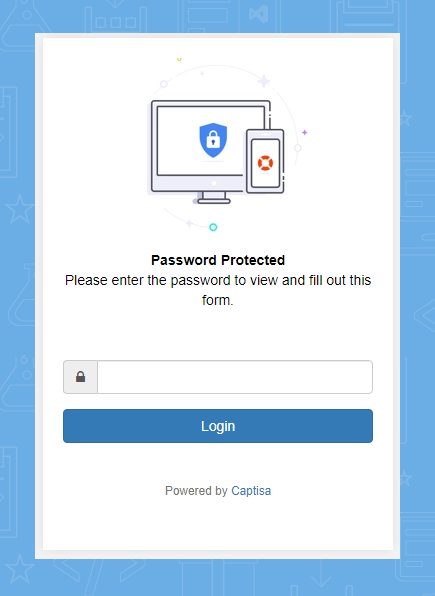 Password Protected
Please enter the password to view and fill out this
form.
Login
Powered by Captisa